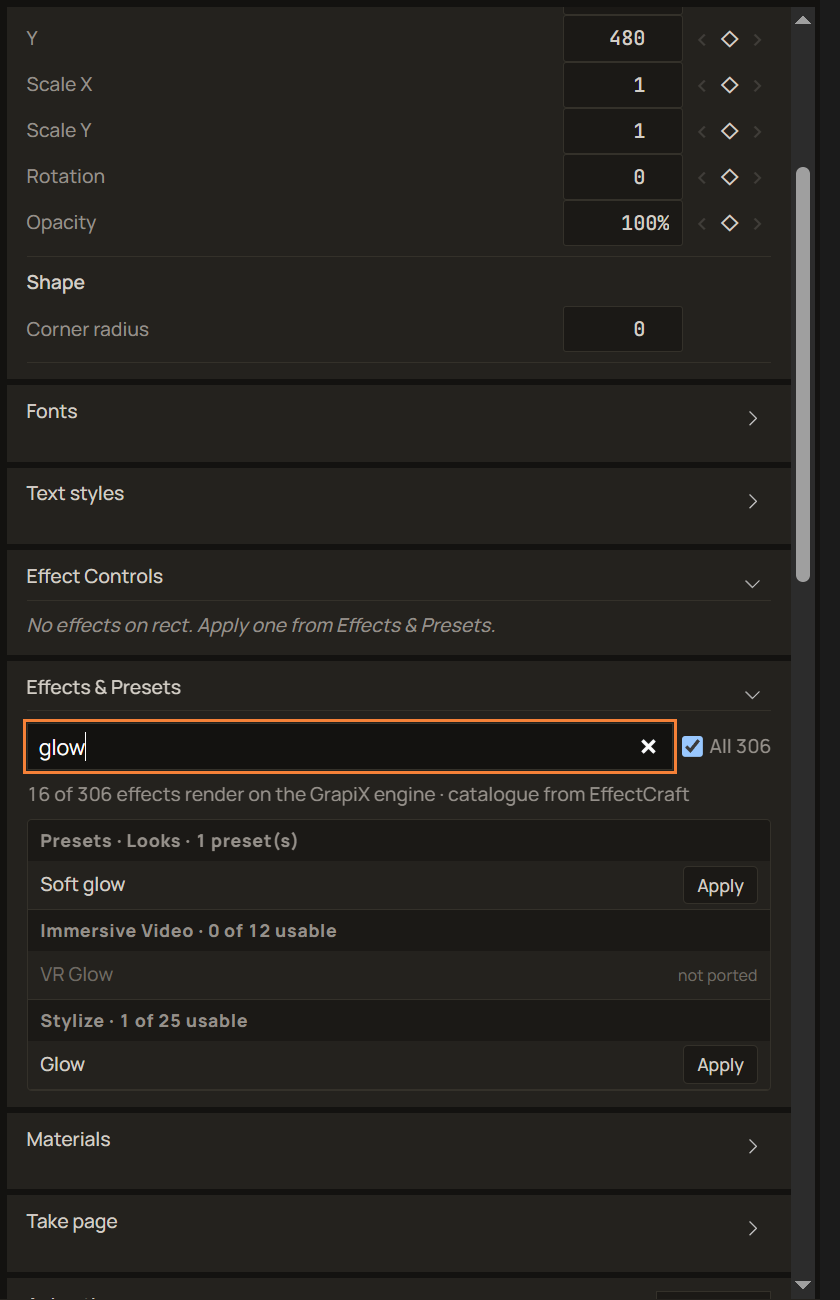 Y 480
Scale X 1
Scale Y 1
Rotation 0
Opacity 100%
Shape
Corner radius 0
Fonts
Text styles
Effect Controls
No effects on rect. Apply one from Effects & Presets.
Effects & Presets
glow All 306
16 of 306 effects render on the GrapiX engine · catalogue from EffectCraft
Presets · Looks · 1 preset(s)
Soft glow Apply
Immersive Video · 0 of 12 usable
VR Glow not ported
Stylize · 1 of 25 usable
Glow Apply
Materials
Take page